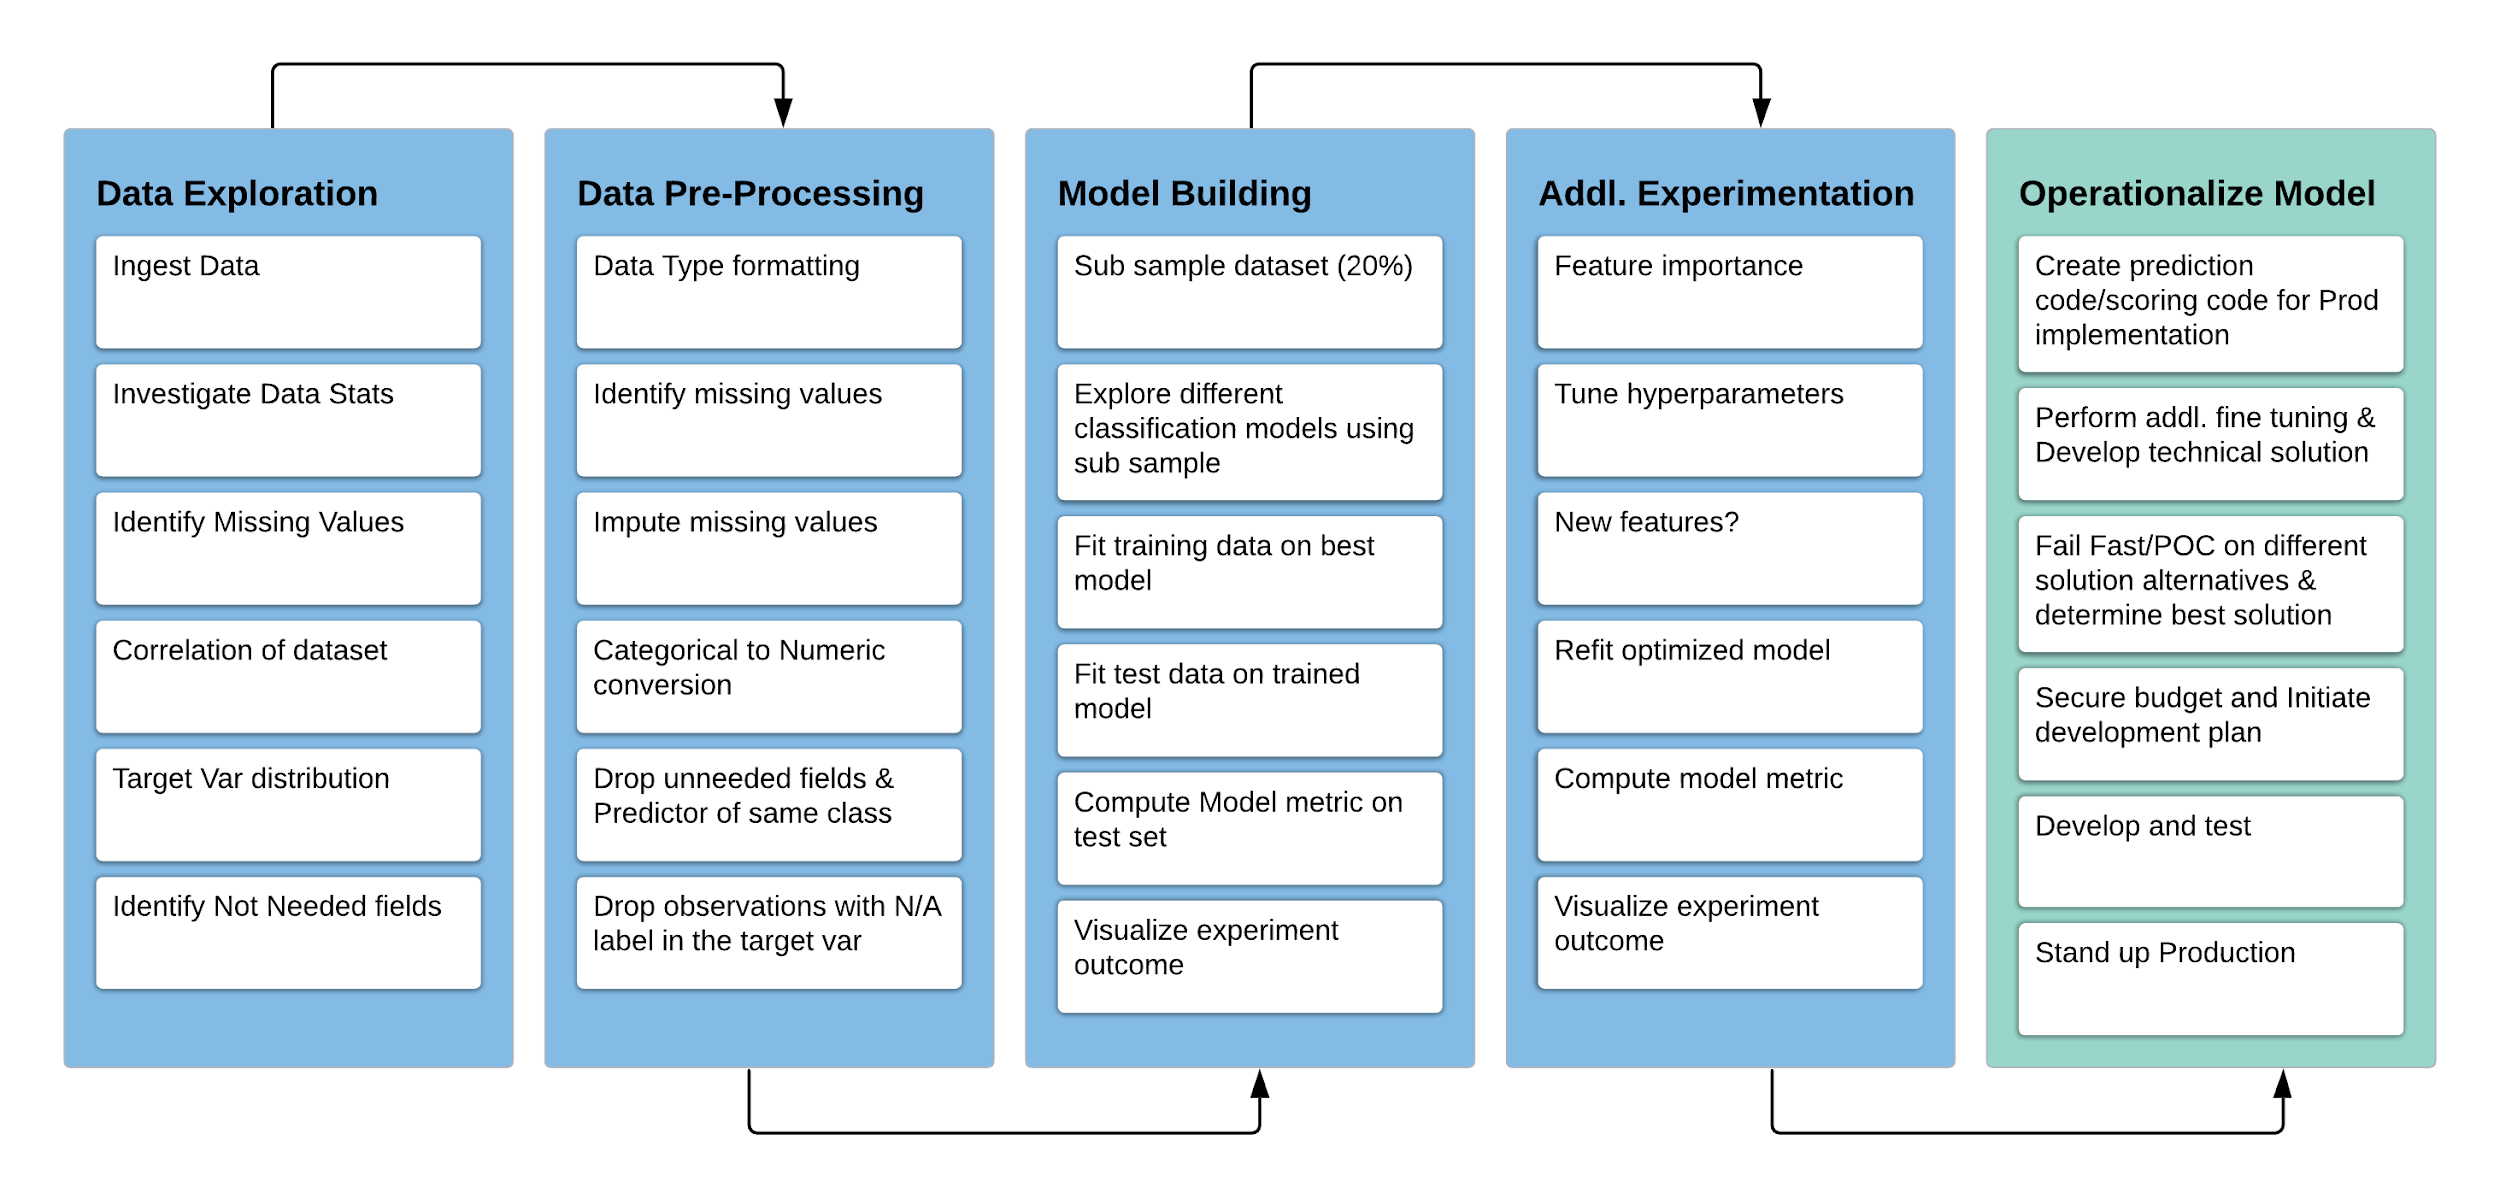 Data Exploration
Ingest Data
Investigate Data Stats
Identify Missing Values
Correlation of dataset
Target Var distribution
Identify Not Needed fields
Data Pre-Processing
Data Type formatting
Identify missing values
Impute missing values
Categorical to Numeric
conversion
Drop unneeded fields &
Predictor of same class
Drop observations with N/A
label in the target var
Model Building
Sub sample dataset (20%)
Explore different
classification models using
sub sample
Fit training data on best
model
Fit test data on trained
model
Compute Model metric on
test set
Visualize experiment
outcome
Addl. Experimentation
Feature importance
Tune hyperparameters
New features?
Refit optimized model
Compute model metric
Visualize experiment
outcome
Operationalize Model
Create prediction
code/scoring code for Prod
implementation
Perform addl. fine tuning &
Develop technical solution
Fail Fast/POC on different
solution alternatives &
determine best solution
Secure budget and Initiate
development plan
Develop and test
Stand up Production